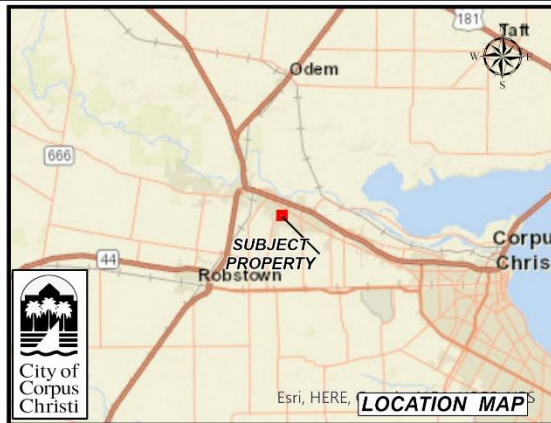 181
Taft
N
W
E
S
Odem
666
SUBJECT
PROPERTY
Corpu
Chris
44
Robstown
City of
Corpus
Christi
Esri, HERE,
LOCATION MAP